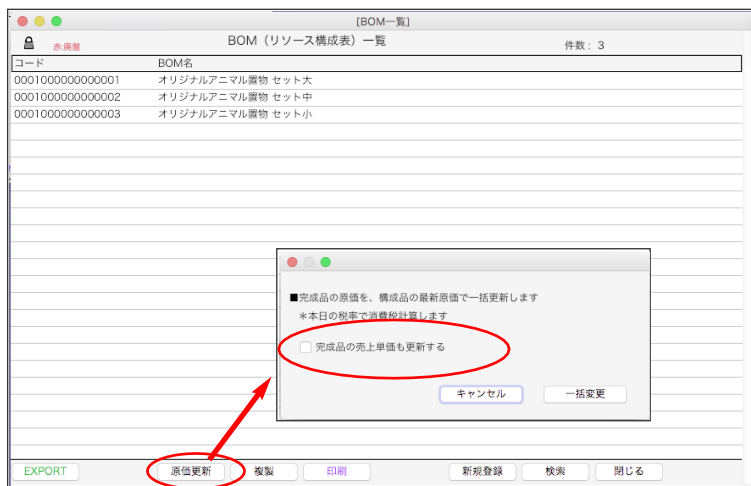 [BOM一覧]
赤:廃盤
BOM（リソース構成表）一覧
件数：3
コード BOM名
0001000000000001 オリジナルアニマル置物 セット大
0001000000000002 オリジナルアニマル置物 セット中
0001000000000003 オリジナルアニマル置物 セット小
■完成品の原価を、構成品の最新原価で一括更新します
＊本日の税率で消費税計算します
完成品の売上単価も更新する
キャンセル 一括変更
EXPORT 原価更新 複製 印刷 新規登録 検索 閉じる